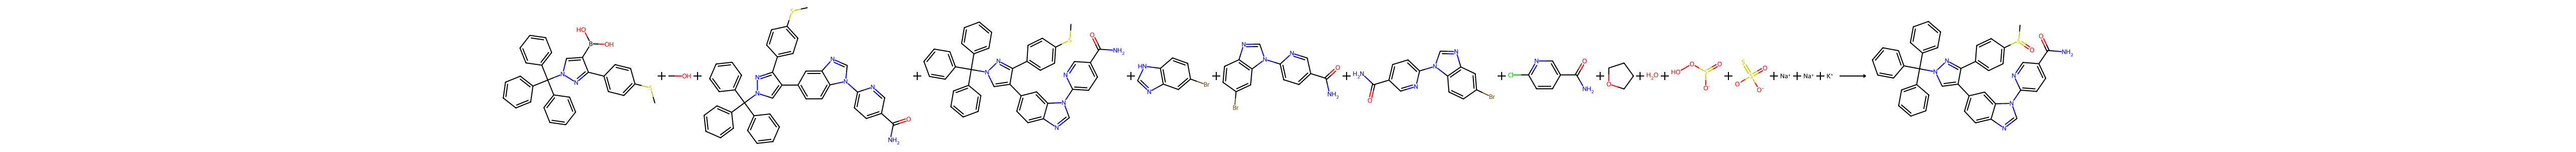 HO B OH N N S
+ OH
+ S N N N N N O NH2
+ N N S O NH2 N N N
+ HN N Br
+ N N N O NH2 Br
+ H2N O N N N Br
+ Cl N O NH2
+ O
+ H2O
+ HO O S O O-
+ S S O O- O-
+ Na+ + Na+ + K+
N N S O O NH2 N N N